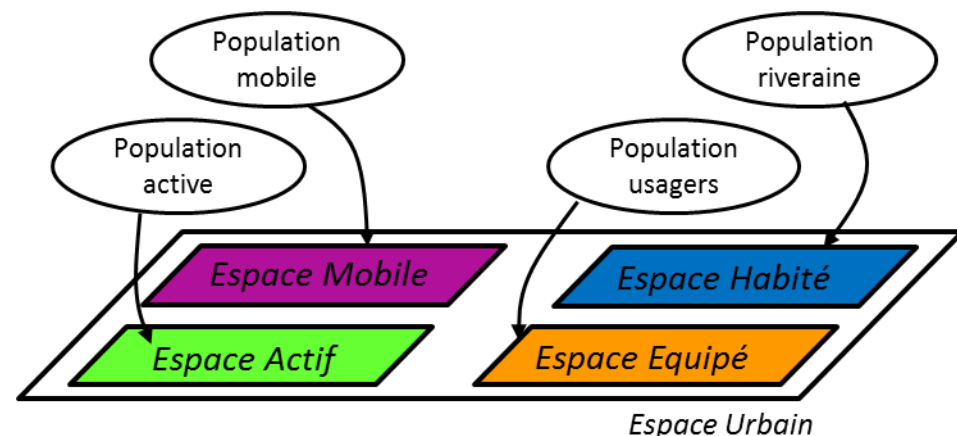 Population
mobile
Population
riveraine
Population
active
Population
usagers
Espace Mobile
Espace Habité
Espace Actif
Espace Equipé
Espace Urbain